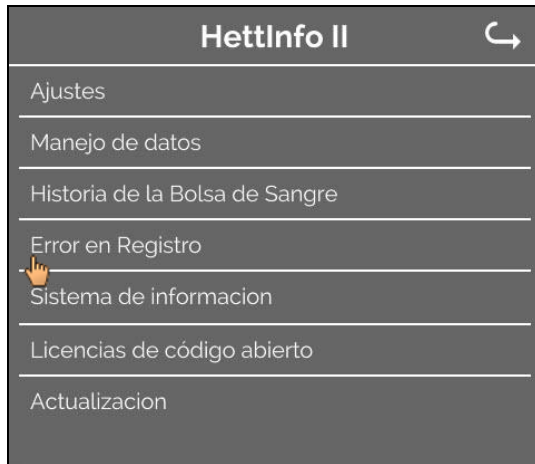 HettInfo II
Ajustes
Manejo de datos
Historia de la Bolsa de Sangre
Error en Registro
Sistema de informacion
Licencias de código abierto
Actualizacion